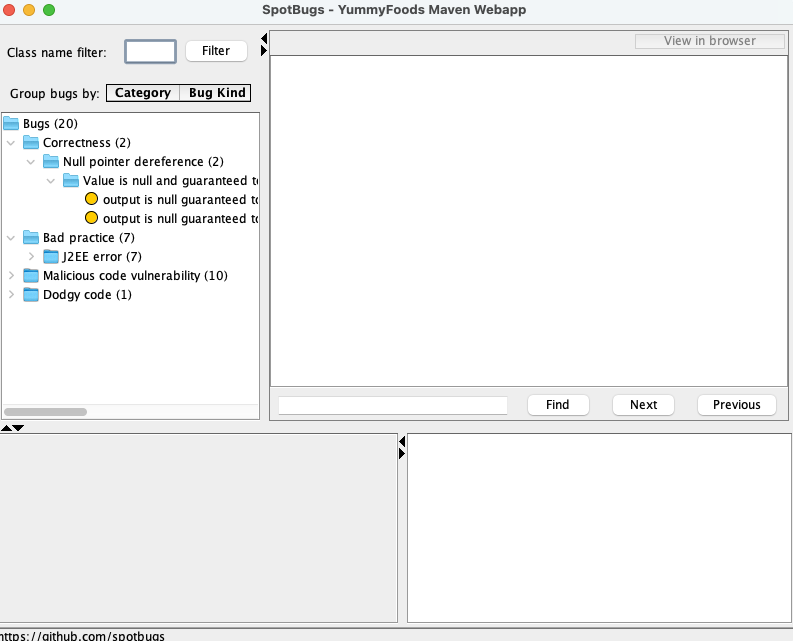 SpotBugs - YummyFoods Maven Webapp
Class name filter:
Filter
View in browser
Group bugs by:
Category
Bug Kind
Bugs (20)
Correctness (2)
Null pointer dereference (2)
Value is null and guaranteed to
output is null guaranteed to
output is null guaranteed to
Bad practice (7)
J2EE error (7)
Malicious code vulnerability (10)
Dodgy code (1)
Find
Next
Previous
https://github.com/spotbugs